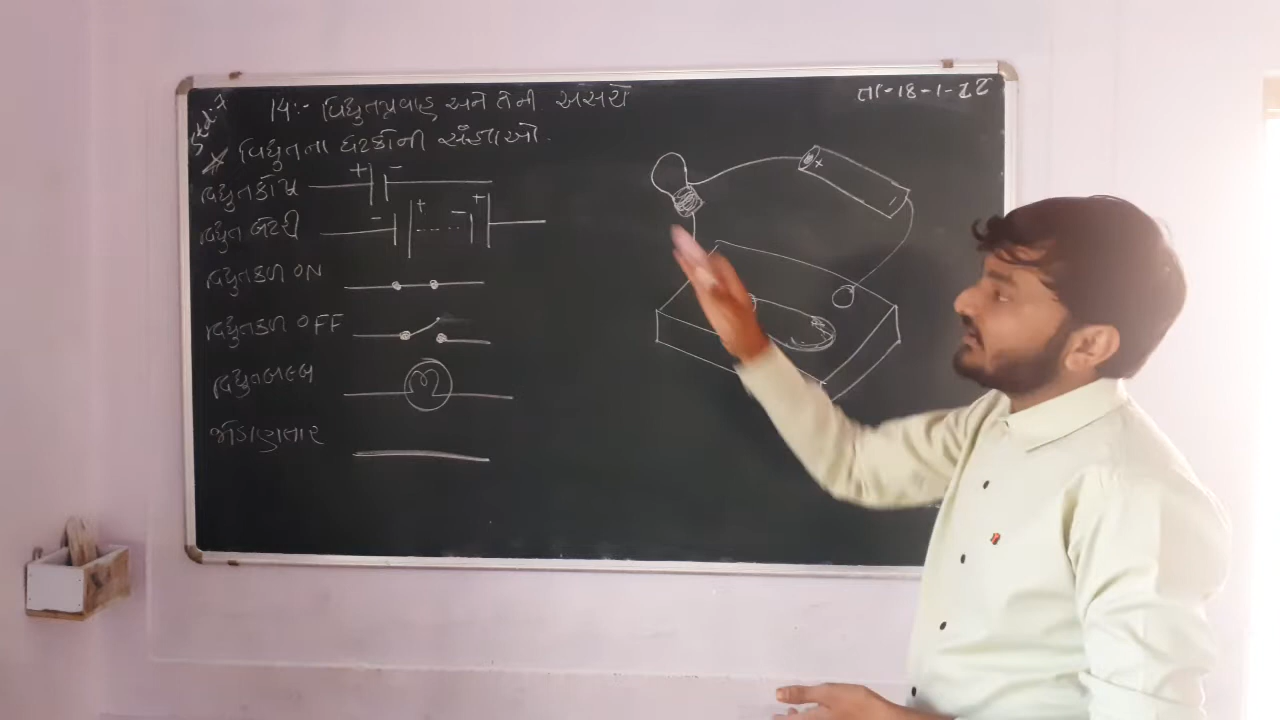 Std:7
14:- વિદ્યુતપ્રવાહ અને તેની અસરો
તા-18-1-22
* વિદ્યુતના ઘટકોની સંજ્ઞાઓ.
વિદ્યુતકોષ + -
વિદ્યુત બેટરી - + - +
વિદ્યુતકળ ON
વિદ્યુતકળ OFF
વિદ્યુતબલ્બ
જોડાણતાર